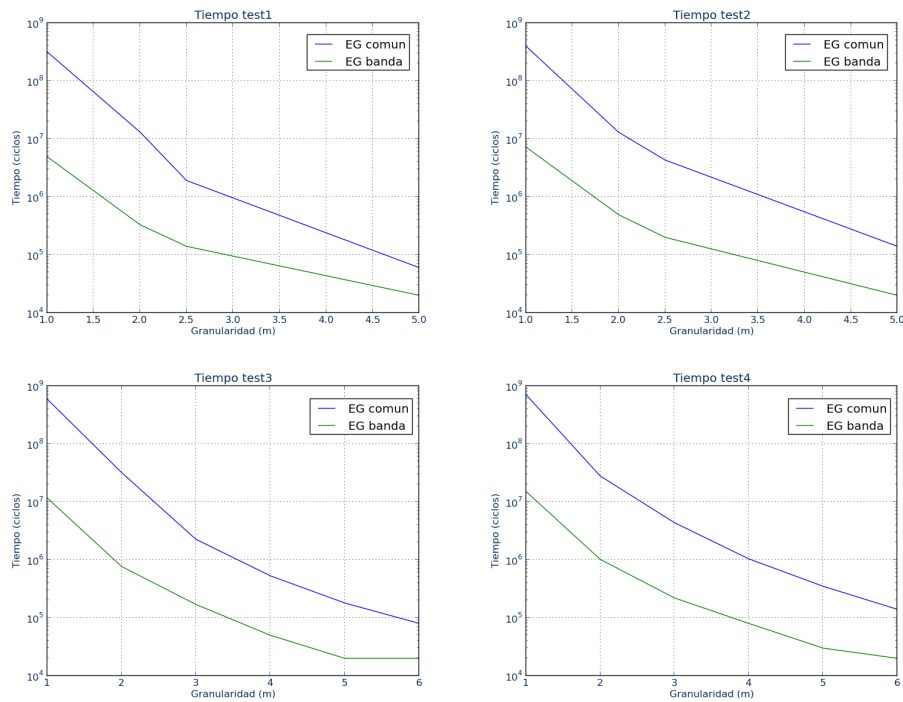 Tiempo test1
10^9
10^8
10^7
10^6
10^5
10^4
Tiempo (ciclos)
EG comun
EG banda
1.0 1.5 2.0 2.5 3.0 3.5 4.0 4.5 5.0
Granularidad (m)
Tiempo test2
10^9
10^8
10^7
10^6
10^5
10^4
Tiempo (ciclos)
EG comun
EG banda
1.0 1.5 2.0 2.5 3.0 3.5 4.0 4.5 5.0
Granularidad (m)
Tiempo test3
10^9
10^8
10^7
10^6
10^5
10^4
Tiempo (ciclos)
EG comun
EG banda
1 2 3 4 5 6
Granularidad (m)
Tiempo test4
10^9
10^8
10^7
10^6
10^5
10^4
Tiempo (ciclos)
EG comun
EG banda
1 2 3 4 5 6
Granularidad (m)